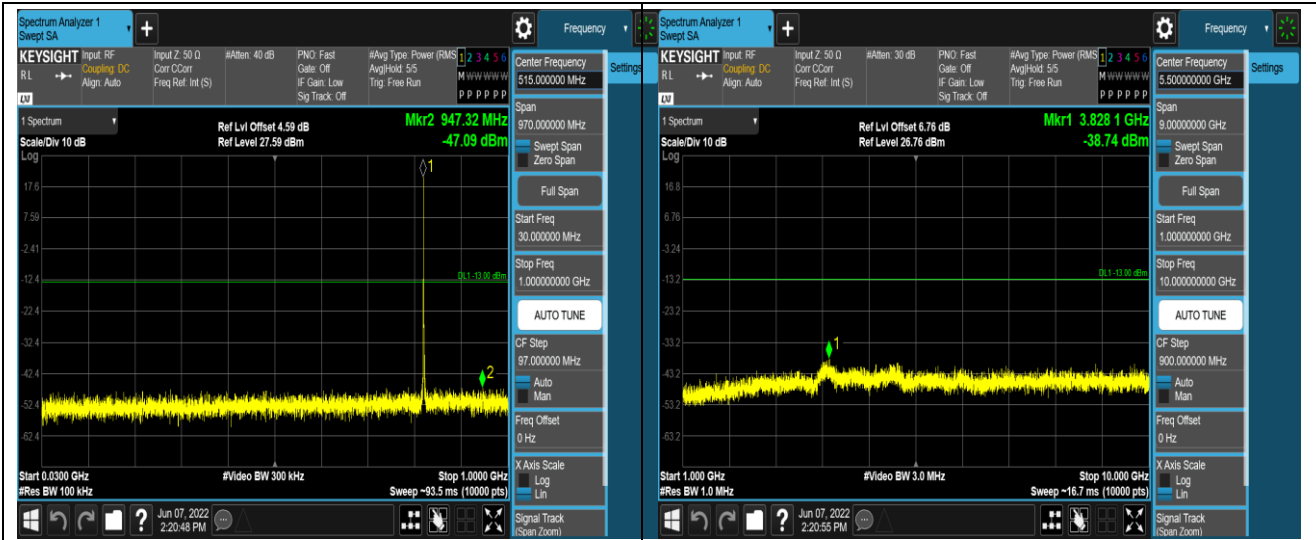 Spectrum Analyzer 1
Swept SA
+
Frequency
KEYSIGHT
RL
LXI
Input: RF
Coupling: DC
Align: Auto
Input Z: 50 Ω
Corr CCorr
Freq Ref: Int (S)
#Atten: 40 dB
PNO: Fast
Gate: Off
IF Gain: Low
Sig Track: Off
#Avg Type: Power (RMS
Avg|Hold: 5/5
Trig: Free Run
1 2 3 4 5 6
M W W W W W
P P P P P P
Center Frequency
515.000000 MHz
Settings
1 Spectrum
Scale/Div 10 dB
Log
Ref Lvl Offset 4.59 dB
Ref Level 27.59 dBm
Mkr2 947.32 MHz
-47.09 dBm
1
17.6
7.59
-2.41
-12.4
-22.4
-32.4
-42.4
-52.4
-62.4
DL1 -13.00 dBm
2
Start 0.0300 GHz
#Res BW 100 kHz
#Video BW 300 kHz
Stop 1.0000 GHz
Sweep ~93.5 ms (10000 pts)
Span
970.000000 MHz
Swept Span
Zero Span
Full Span
Start Freq
30.000000 MHz
Stop Freq
1.000000000 GHz
AUTO TUNE
CF Step
97.000000 MHz
Auto
Man
Freq Offset
0 Hz
X Axis Scale
Log
Lin
Signal Track
(Span Zoom)
?
Jun 07, 2022
2:20:48 PM
Spectrum Analyzer 1
Swept SA
+
Frequency
KEYSIGHT
RL
LXI
Input: RF
Coupling: DC
Align: Auto
Input Z: 50 Ω
Corr CCorr
Freq Ref: Int (S)
#Atten: 30 dB
PNO: Fast
Gate: Off
IF Gain: Low
Sig Track: Off
#Avg Type: Power (RMS
Avg|Hold: 5/5
Trig: Free Run
1 2 3 4 5 6
M W W W W W
P P P P P P
Center Frequency
5.500000000 GHz
Settings
1 Spectrum
Scale/Div 10 dB
Log
Ref Lvl Offset 6.76 dB
Ref Level 26.76 dBm
Mkr1 3.828 1 GHz
-38.74 dBm
16.8
6.76
-3.24
-13.2
-23.2
-33.2
-43.2
-53.2
-63.2
DL1 -13.00 dBm
1
Start 1.000 GHz
#Res BW 1.0 MHz
#Video BW 3.0 MHz
Stop 10.000 GHz
Sweep ~16.7 ms (10000 pts)
Span
9.00000000 GHz
Swept Span
Zero Span
Full Span
Start Freq
1.000000000 GHz
Stop Freq
10.000000000 GHz
AUTO TUNE
CF Step
900.000000 MHz
Auto
Man
Freq Offset
0 Hz
X Axis Scale
Log
Lin
Signal Track
(Span Zoom)
?
Jun 07, 2022
2:20:55 PM